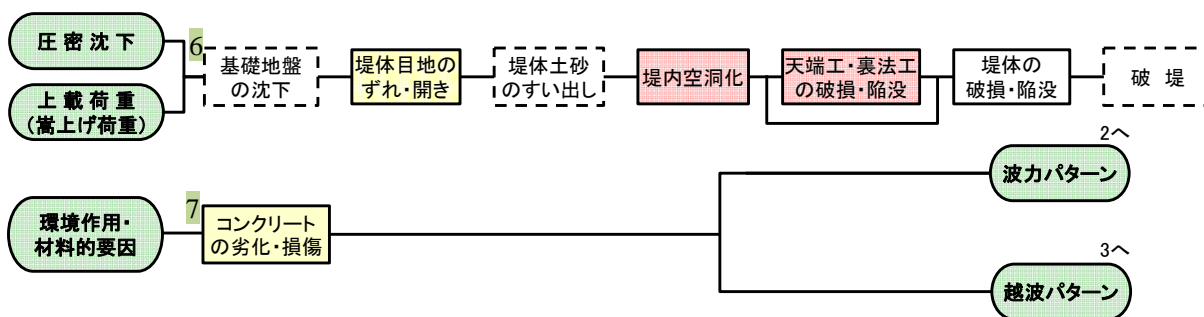 圧密沈下
上載荷重
(嵩上げ荷重)
6
基礎地盤
の沈下
堤体目地の
ずれ・開き
堤体土砂
のすい出し
堤内空洞化
天端工・裏法工
の破損・陥没
堤体の
破損・陥没
破 堤
環境作用・
材料的要因
7
コンクリート
の劣化・損傷
2へ
波力パターン
3へ
越波パターン